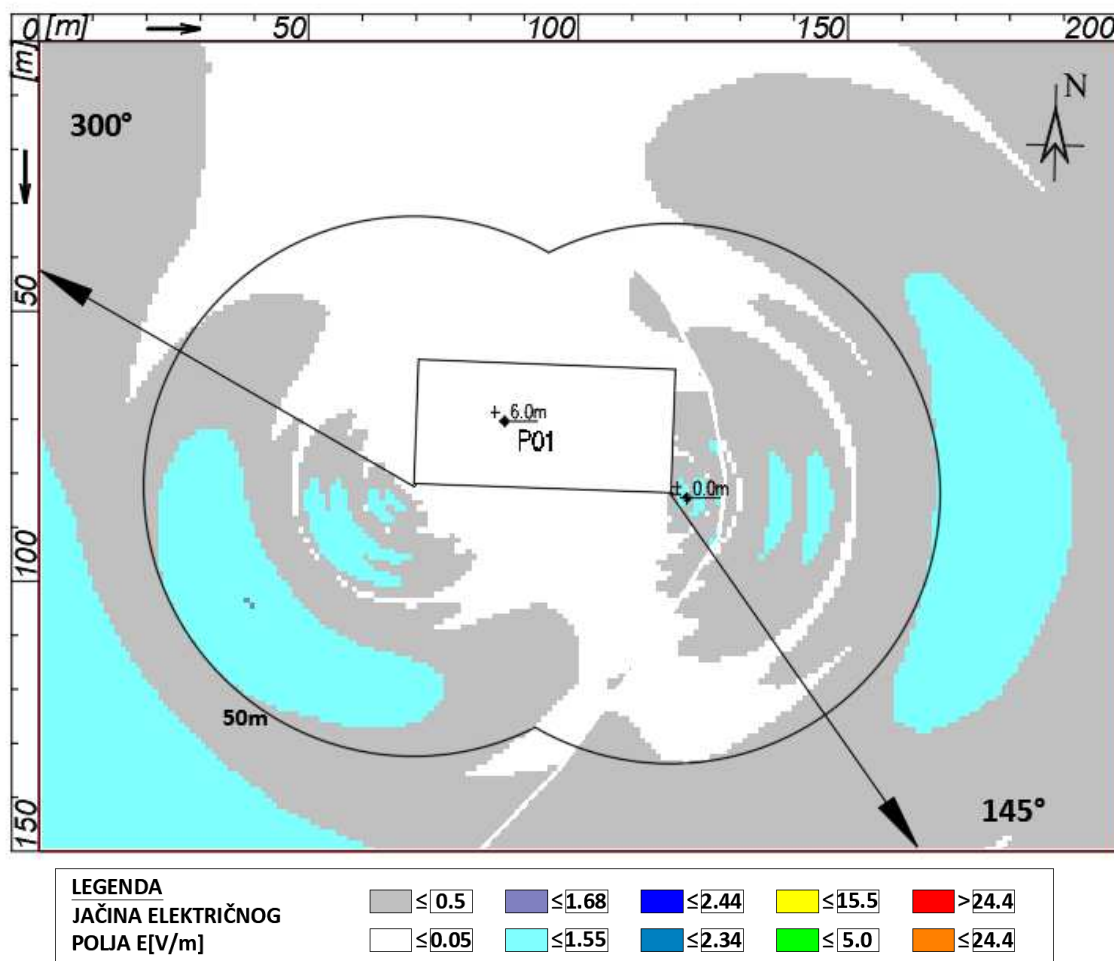 0 [m] 50 100 150 200
[m]
N
300°
50
+ 6.0m
P01
+ 0.0m
100
50m
145°
150
LEGENDA
JAČINA ELEKTRIČNOG
POLJA E[V/m]
≤ 0.5 ≤1.68 ≤2.44 ≤15.5 >24.4
≤0.05 ≤1.55 ≤2.34 ≤ 5.0 ≤24.4